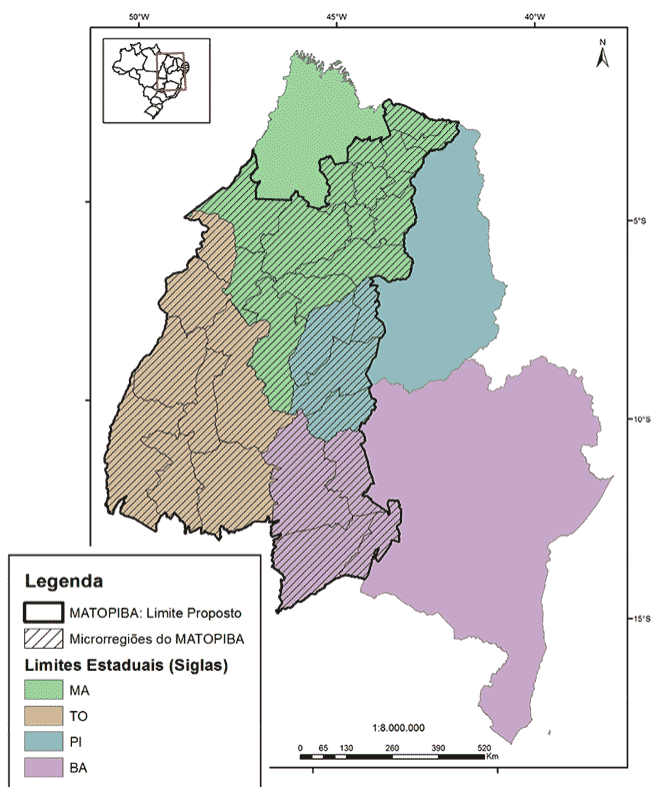 50°W 45°W 40°W
N
5°S
10°S
15°S
Legenda
MATOPIBA: Limite Proposto
Microrregiões do MATOPIBA
Limites Estaduais (Siglas)
MA
TO
PI
BA
1:8.000.000
0 65 130 260 390 520
Km